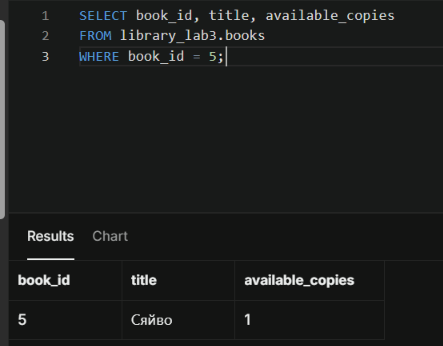 1 SELECT book_id, title, available_copies
2 FROM library_lab3.books
3 WHERE book_id = 5;
Results Chart
book_id title available_copies
5 Сяйво 1